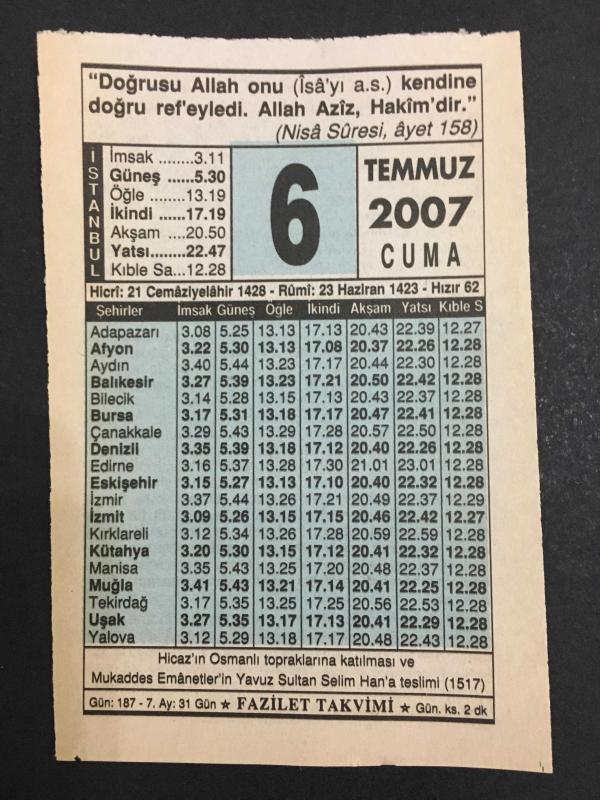 “Doğrusu Allah onu (Îsâ'yı a.s.) kendine
doğru ref'eyledi. Allah Azîz, Hakîm'dir.”
(Nisâ Sûresi, âyet 158)
İSTANBUL
İmsak ........3.11
Güneş ......5.30
Öğle ........13.19
İkindi ......17.19
Akşam ....20.50
Yatsı........22.47
Kıble Sa...12.28
6
TEMMUZ
2007
CUMA
Hicrî: 21 Cemâziyelâhir 1428 - Rûmî: 23 Haziran 1423 - Hızır 62
Şehirler İmsak Güneş Öğle İkindi Akşam Yatsı Kıble S
Adapazarı 3.08 5.25 13.13 17.13 20.43 22.39 12.27
Afyon 3.22 5.30 13.13 17.08 20.37 22.26 12.28
Aydın 3.40 5.44 13.23 17.17 20.44 22.30 12.28
Balıkesir 3.27 5.39 13.23 17.21 20.50 22.42 12.28
Bilecik 3.14 5.28 13.15 17.13 20.43 22.37 12.28
Bursa 3.17 5.31 13.18 17.17 20.47 22.41 12.28
Çanakkale 3.29 5.43 13.29 17.28 20.57 22.50 12.28
Denizli 3.35 5.39 13.18 17.12 20.40 22.26 12.28
Edirne 3.16 5.37 13.28 17.30 21.01 23.01 12.28
Eskişehir 3.15 5.27 13.13 17.10 20.40 22.32 12.28
İzmir 3.37 5.44 13.26 17.21 20.49 22.37 12.29
İzmit 3.09 5.26 13.15 17.15 20.46 22.42 12.27
Kırklareli 3.12 5.34 13.26 17.28 20.59 22.59 12.28
Kütahya 3.20 5.30 13.15 17.12 20.41 22.32 12.28
Manisa 3.35 5.43 13.25 17.20 20.48 22.37 12.28
Muğla 3.41 5.43 13.21 17.14 20.41 22.25 12.28
Tekirdağ 3.17 5.35 13.25 17.25 20.56 22.53 12.28
Uşak 3.27 5.35 13.17 17.13 20.41 22.29 12.28
Yalova 3.12 5.29 13.18 17.17 20.48 22.43 12.28
Hicaz'ın Osmanlı topraklarına katılması ve
Mukaddes Emânetler'in Yavuz Sultan Selim Han'a teslimi (1517)
Gün: 187 - 7. Ay: 31 Gün ★ FAZİLET TAKVİMİ ★ Gün. ks. 2 dk